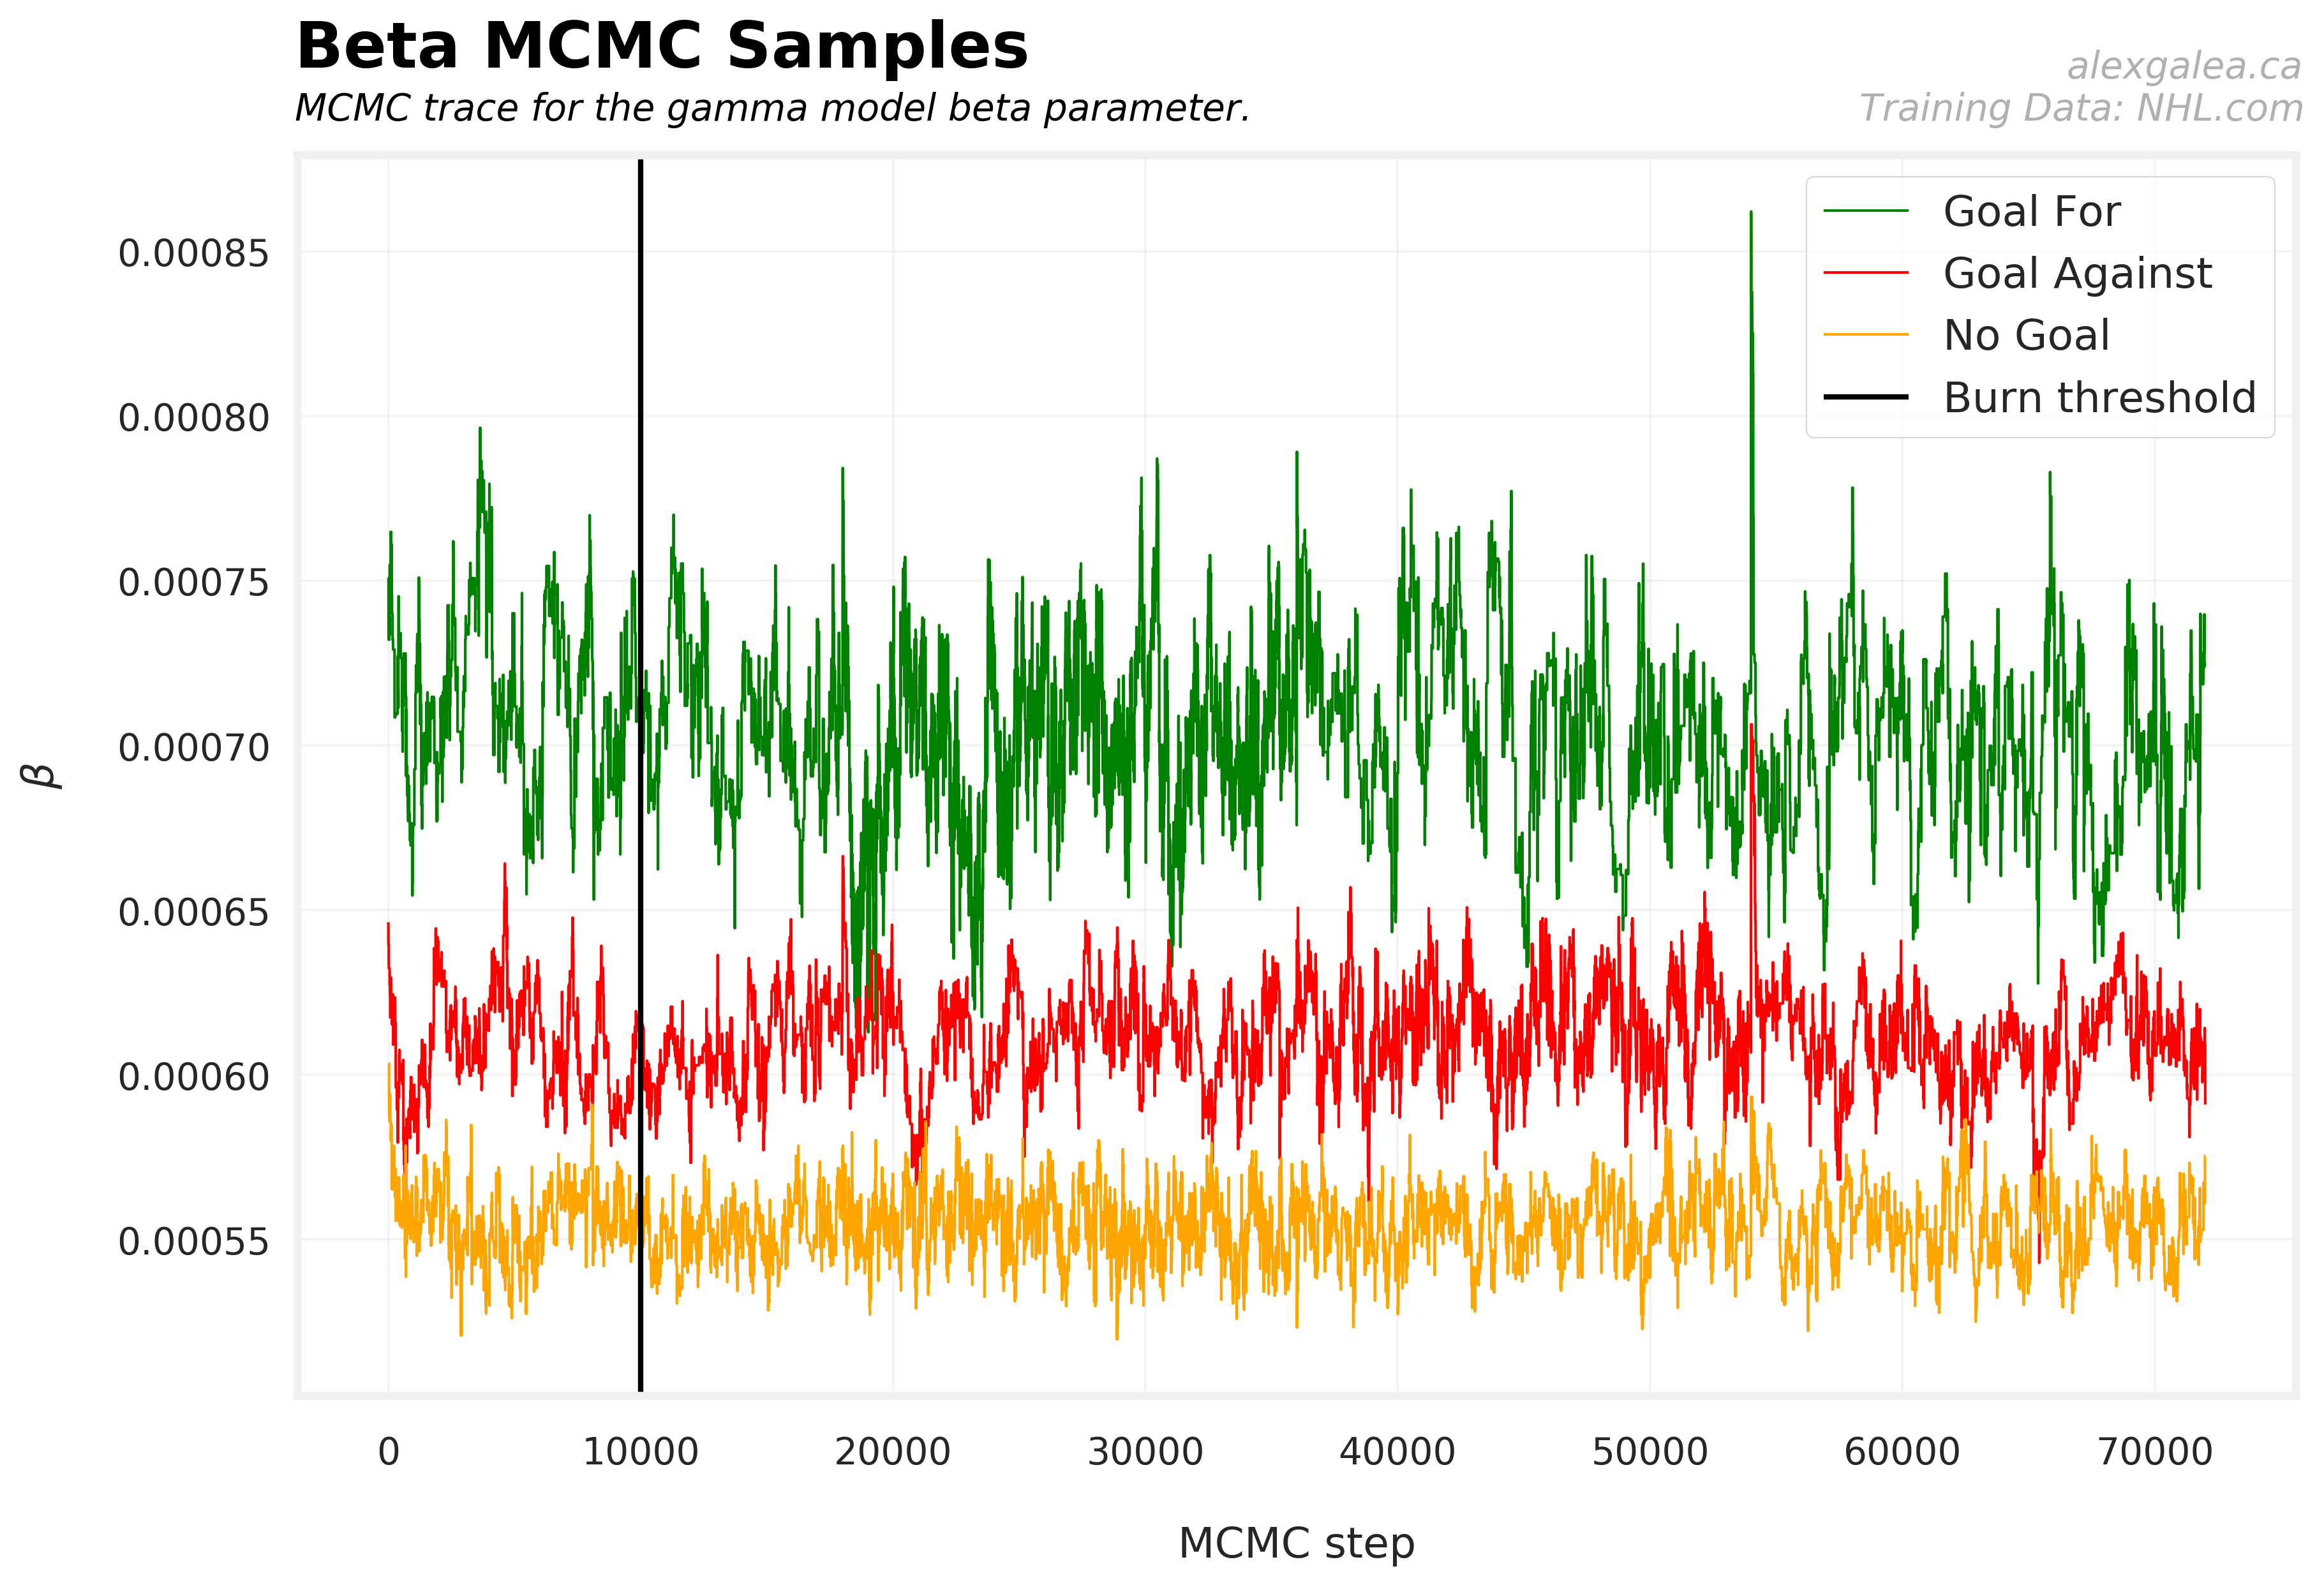 Beta MCMC Samples
MCMC trace for the gamma model beta parameter.
alexgalea.ca
Training Data: NHL.com
Goal For
Goal Against
No Goal
Burn threshold
0.00085
0.00080
0.00075
0.00070
0.00065
0.00060
0.00055
β
0 10000 20000 30000 40000 50000 60000 70000
MCMC step